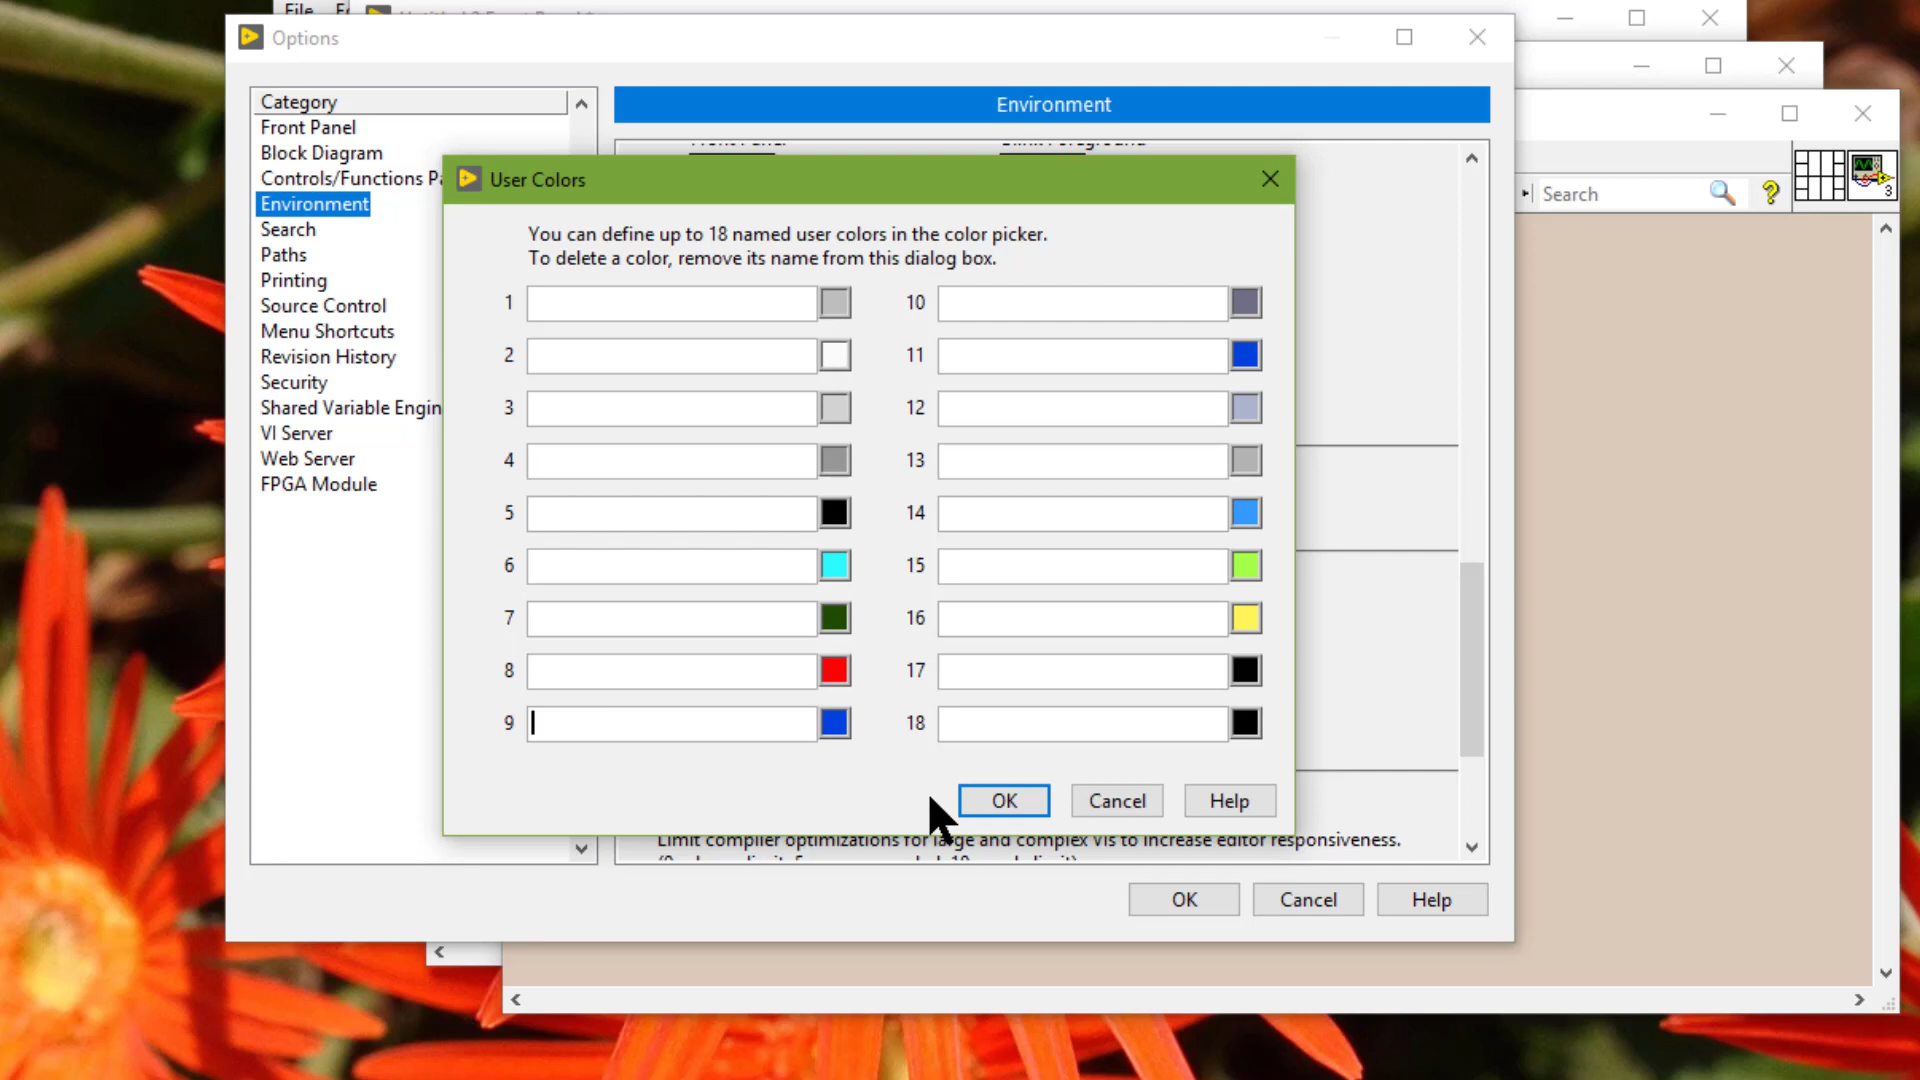 File
Options
Category
Front Panel
Block Diagram
Controls/Functions Pa
Environment
Search
Paths
Printing
Source Control
Menu Shortcuts
Revision History
Security
Shared Variable Engin
VI Server
Web Server
FPGA Module
Environment
User Colors
You can define up to 18 named user colors in the color picker.
To delete a color, remove its name from this dialog box.
1
2
3
4
5
6
7
8
9
10
11
12
13
14
15
16
17
18
OK
Cancel
Help
Limit compiler optimizations for large and complex VIs to increase editor responsiveness.
OK
Cancel
Help
Search
3